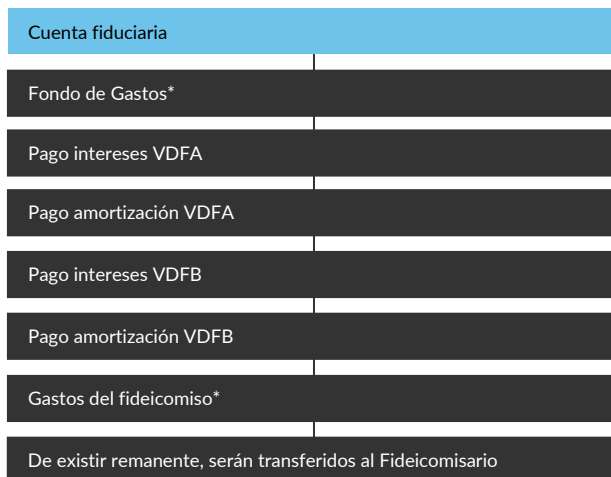 Cuenta fiduciaria
Fondo de Gastos*
Pago intereses VDFA
Pago amortización VDFA
Pago intereses VDFB
Pago amortización VDFB
Gastos del fideicomiso*
De existir remanente, serán transferidos al Fideicomisario